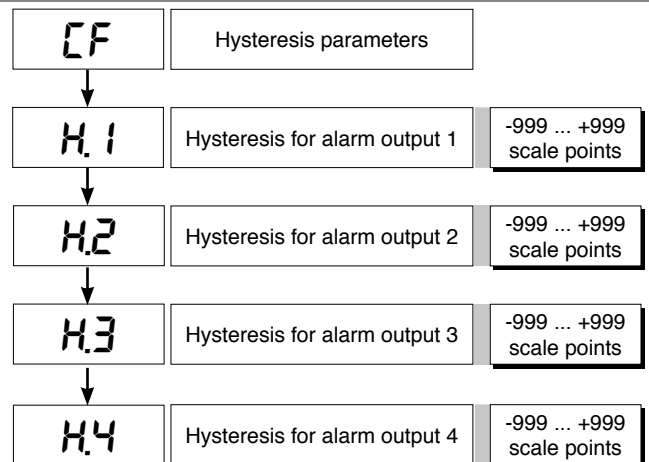 CF
Hysteresis parameters
H.1
Hysteresis for alarm output 1
-999 ... +999
scale points
H.2
Hysteresis for alarm output 2
-999 ... +999
scale points
H.3
Hysteresis for alarm output 3
-999 ... +999
scale points
H.4
Hysteresis for alarm output 4
-999 ... +999
scale points